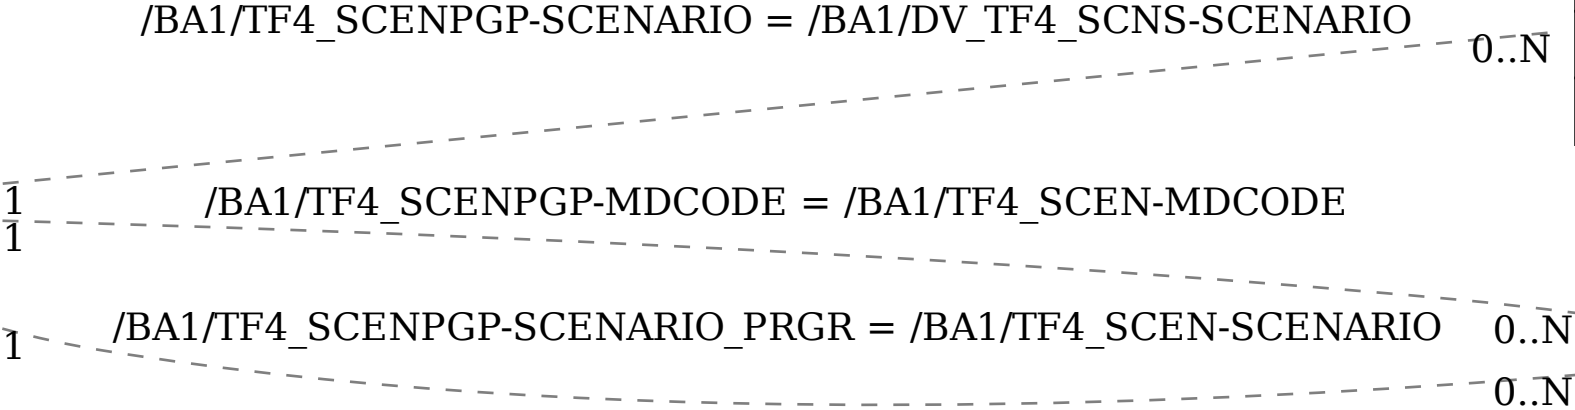 /BA1/TF4_SCENPGP-SCENARIO = /BA1/DV_TF4_SCNS-SCENARIO
0..N
1
/BA1/TF4_SCENPGP-MDCODE = /BA1/TF4_SCEN-MDCODE
1
/BA1/TF4_SCENPGP-SCENARIO_PRGR = /BA1/TF4_SCEN-SCENARIO
0..N
1
0..N